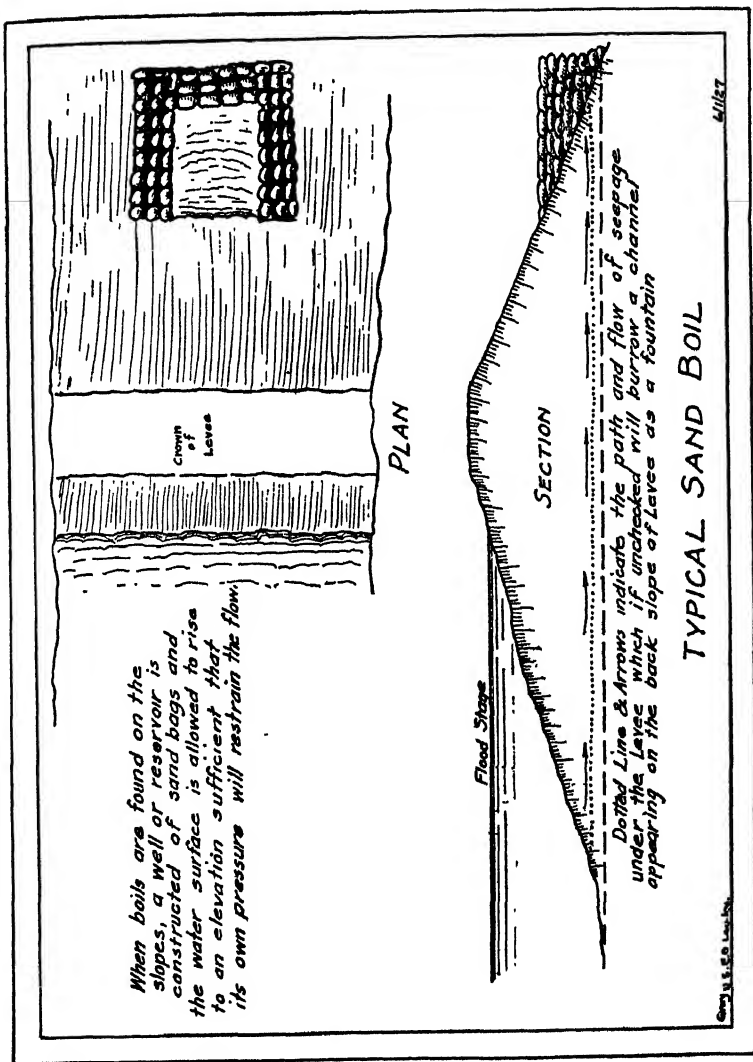 When boils are found on the
slopes, a well or reservoir is
constructed of sand bags and
the water surface is allowed to rise
to an elevation sufficient that
its own pressure will restrain the flow.
Crown
of
Levee
PLAN
Flood Stage
SECTION
Dotted Line & Arrows indicate the path and flow of seepage
under the Levee which if unchecked will burrow a channel
appearing on the back slope of Levee as a fountain
TYPICAL SAND BOIL
U.S.E.O.
6/1/27